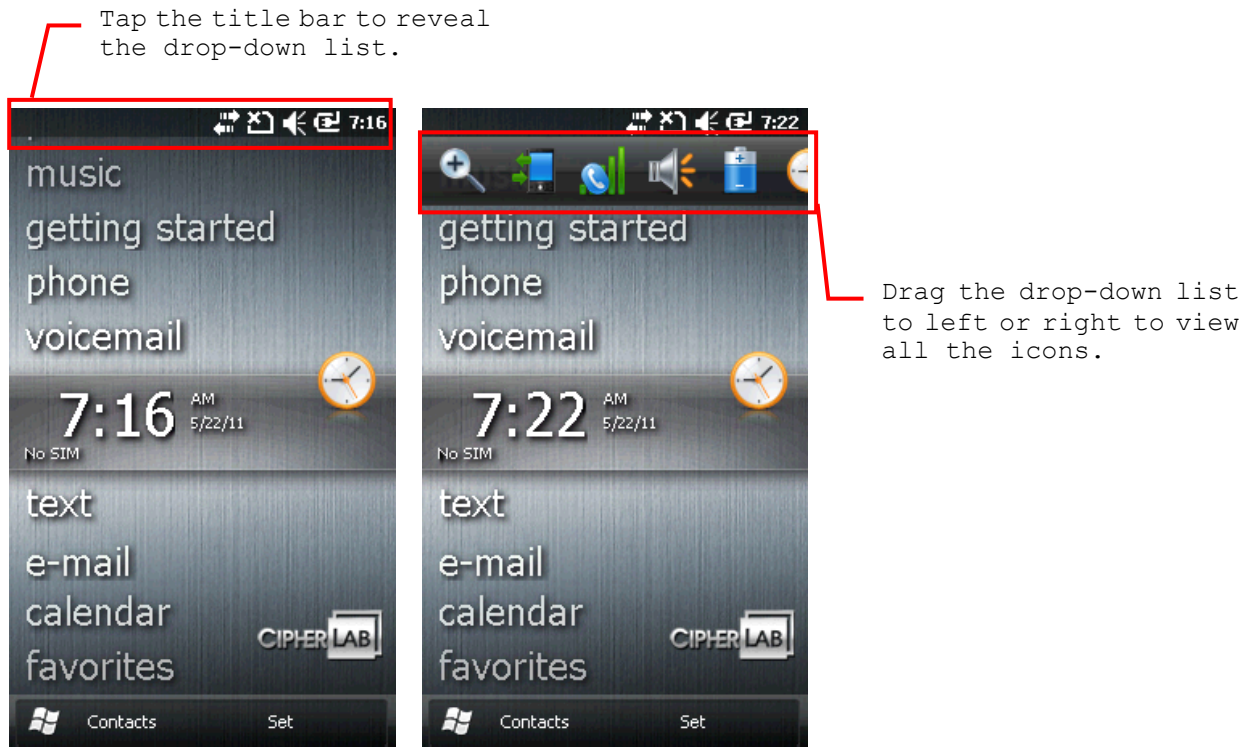 Tap the title bar to reveal
the drop-down list.
7:16
music
getting started
phone
voicemail
7:16
AM
5/22/11
No SIM
text
e-mail
calendar
favorites
CIPHERLAB
Contacts
Set
7:22
getting started
phone
voicemail
7:22
AM
5/22/11
No SIM
text
e-mail
calendar
favorites
CIPHERLAB
Contacts
Set
Drag the drop-down list
to left or right to view
all the icons.